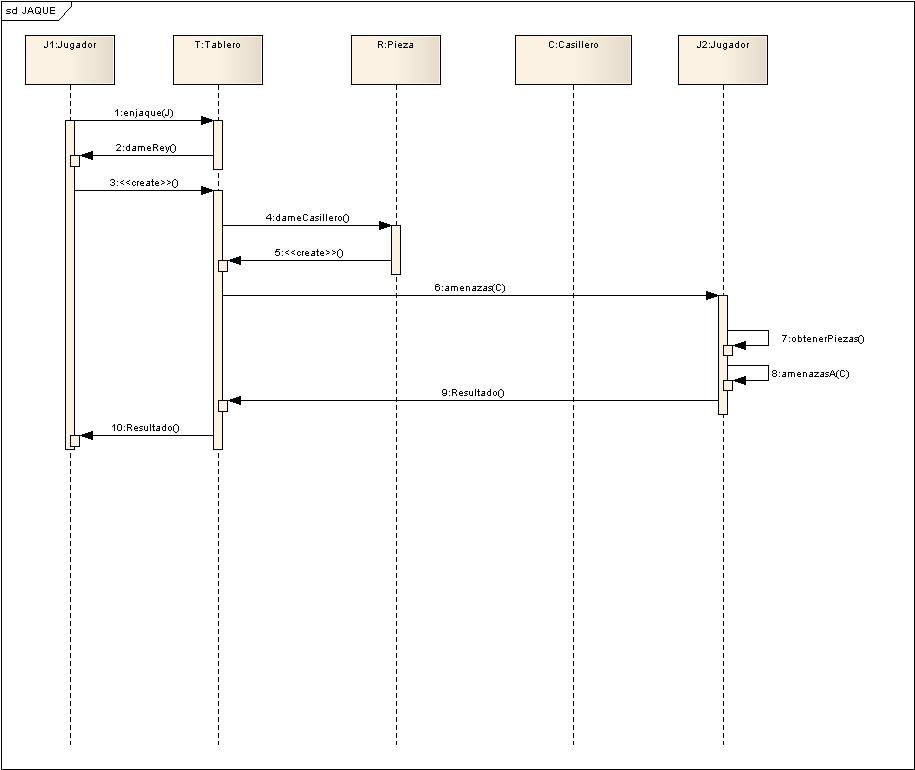 sd JAQUE
J1:Jugador
T:Tablero
R:Pieza
C:Casillero
J2:Jugador
1:enjaque(J)
2:dameRey()
3:<<create>>()
4:dameCasillero()
5:<<create>>()
6:amenazas(C)
7:obtenerPiezas()
8:amenazasA(C)
9:Resultado()
10:Resultado()